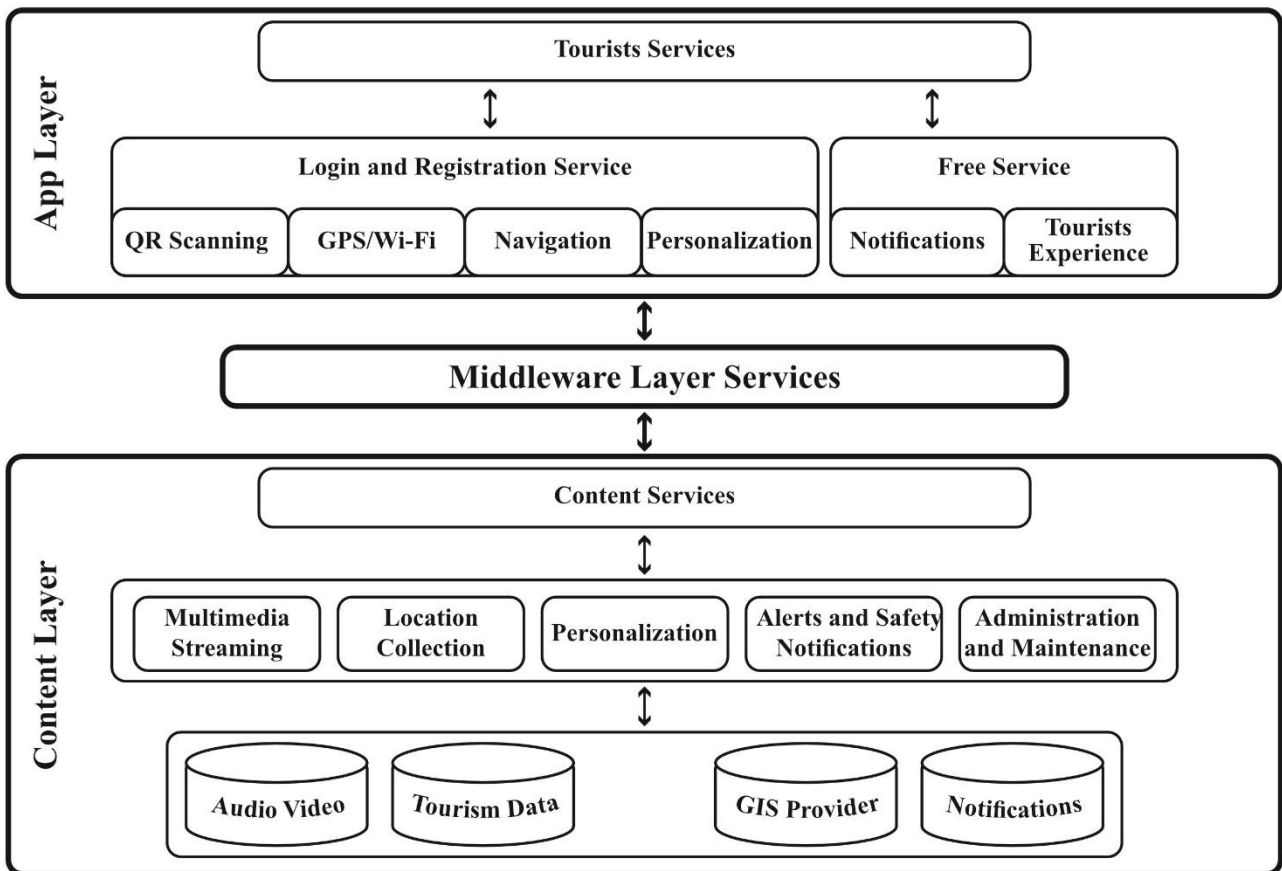 App Layer
Tourists Services
Login and Registration Service
Free Service
QR Scanning
GPS/Wi-Fi
Navigation
Personalization
Notifications
Tourists
Experience
Middleware Layer Services
Content Layer
Content Services
Multimedia
Streaming
Location
Collection
Personalization
Alerts and Safety
Notifications
Administration
and Maintenance
Audio Video
Tourism Data
GIS Provider
Notifications